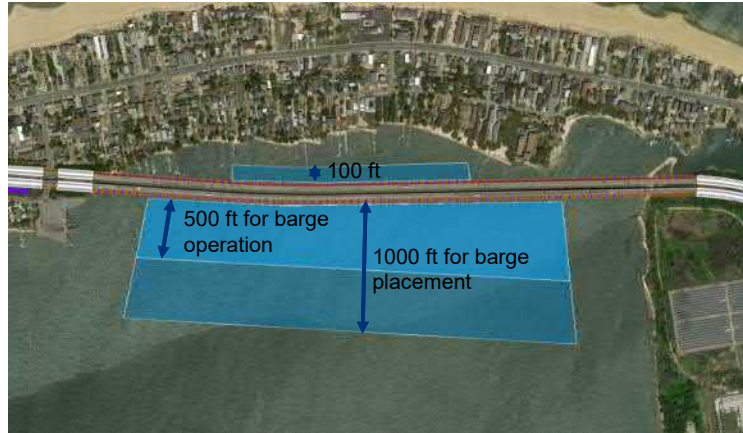 100 ft
500 ft for barge
operation
1000 ft for barge
placement